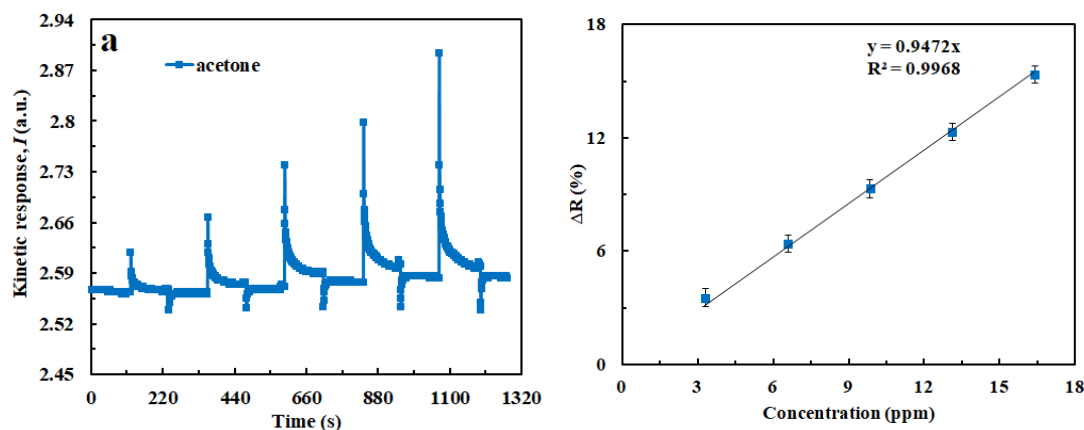 a
acetone
Kinetic response, I (a.u.)
2.94
2.87
2.8
2.73
2.66
2.59
2.52
2.45
0 220 440 660 880 1100 1320
Time (s)
y = 0.9472x
R² = 0.9968
ΔR (%)
18
12
6
0
0 3 6 9 12 15 18
Concentration (ppm)